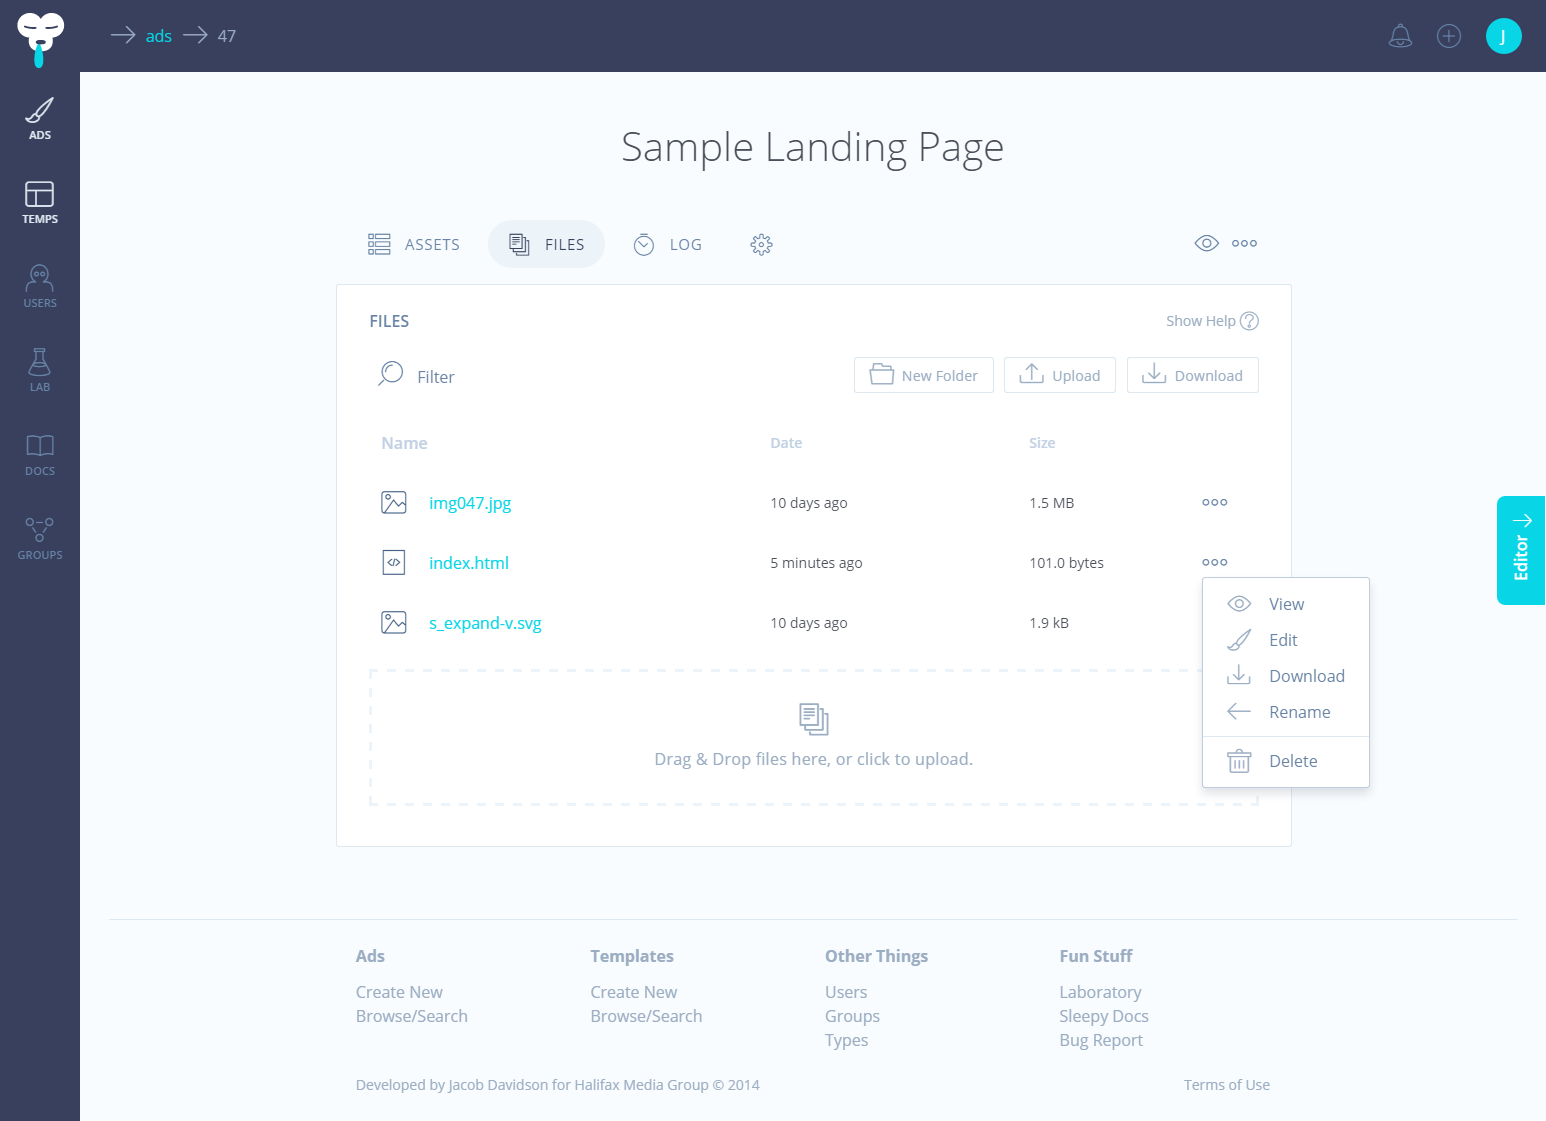 ads 47
J
ADS
TEMPS
USERS
LAB
DOCS
GROUPS
Sample Landing Page
ASSETS FILES LOG
FILES
Show Help ?
Filter
New Folder Upload Download
Name Date Size
img047.jpg 10 days ago 1.5 MB
index.html 5 minutes ago 101.0 bytes
s_expand-v.svg 10 days ago 1.9 kB
View
Edit
Download
Rename
Delete
Drag & Drop files here, or click to upload.
Editor
Ads
Create New
Browse/Search
Templates
Create New
Browse/Search
Other Things
Users
Groups
Types
Fun Stuff
Laboratory
Sleepy Docs
Bug Report
Developed by Jacob Davidson for Halifax Media Group © 2014
Terms of Use